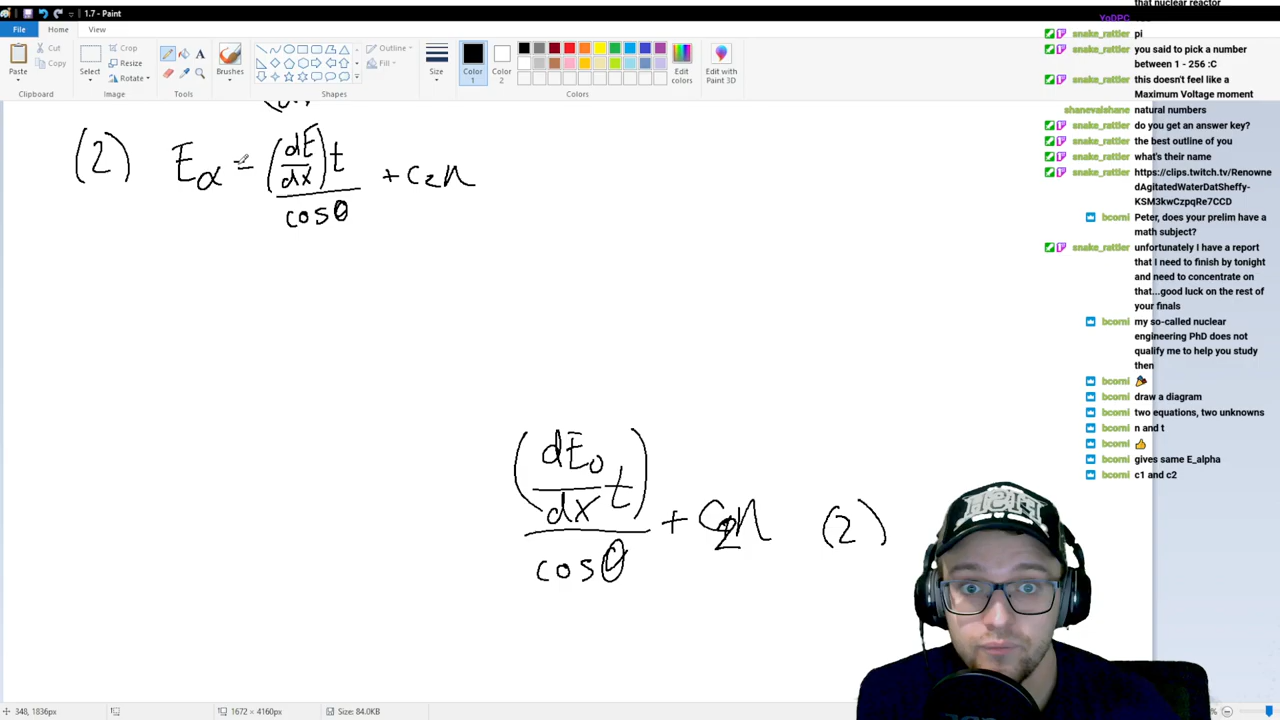 1.7 - Paint
File Home View
Paste
Cut
Copy
Clipboard
Select
Crop
Resize
Rotate
Image
Tools
Brushes
Shapes
Outline
Fill
Size
Color 1
Color 2
Edit colors
Colors
Edit with Paint 3D
(2) Eα = (dE/dx)t / cosθ + C2n
(dE0/dx t) / cosθ + C2n (2)
that nuclear reactor
YoDPC
snake_rattler pi
snake_rattler you said to pick a number
between 1 - 256 :C
snake_rattler this doesn't feel like a
Maximum Voltage moment
shanevalshane natural numbers
snake_rattler do you get an answer key?
snake_rattler the best outline of you
snake_rattler what's their name
snake_rattler https://clips.twitch.tv/Renowne
dAgitatedWaterDatSheffy-
KSM3kwCzpqRe7CCD
bcorni Peter, does your prelim have a
math subject?
snake_rattler unfortunately I have a report
that I need to finish by tonight
and need to concentrate on
that...good luck on the rest of
your finals
bcorni my so-called nuclear
engineering PhD does not
qualify me to help you study
then
bcorni 🎉
bcorni draw a diagram
bcorni two equations, two unknowns
bcorni n and t
bcorni 👍
bcorni gives same E_alpha
bcorni c1 and c2
348, 1836px
1672 × 4160px
Size: 84.0KB
%